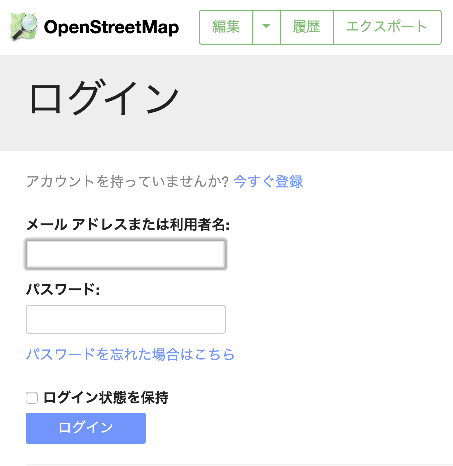 OpenStreetMap 編集 履歴 エクスポート
ログイン
アカウントを持っていませんか? 今すぐ登録
メール アドレスまたは利用者名:
パスワード:
パスワードを忘れた場合はこちら
ログイン状態を保持
ログイン